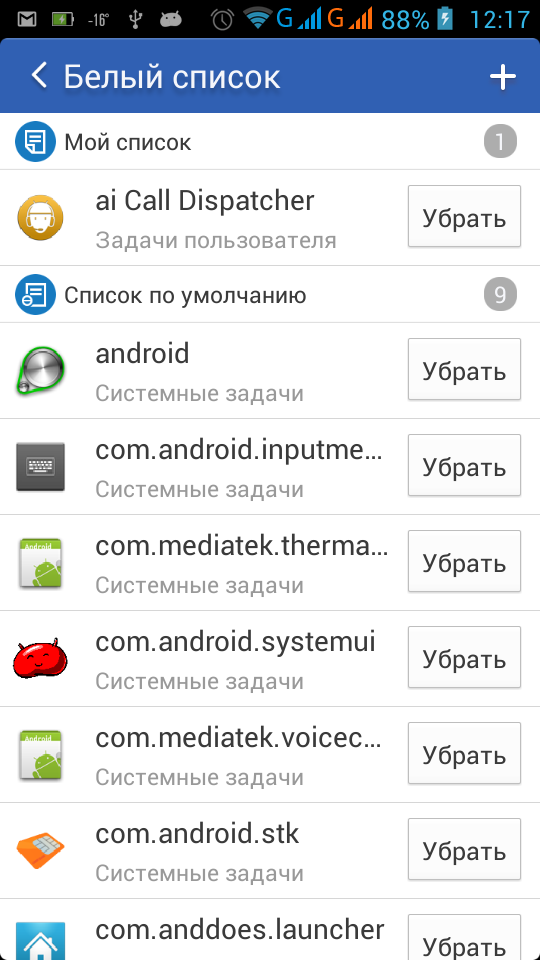 -16° G G 88% 12:17
Белый список
Мой список 1
ai Call Dispatcher
Задачи пользователя
Убрать
Список по умолчанию 9
android
Системные задачи
Убрать
com.android.inputme...
Системные задачи
Убрать
com.mediatek.therma...
Системные задачи
Убрать
com.android.systemui
Системные задачи
Убрать
com.mediatek.voicec...
Системные задачи
Убрать
com.android.stk
Системные задачи
Убрать
com.anddoes.launcher
Убрать